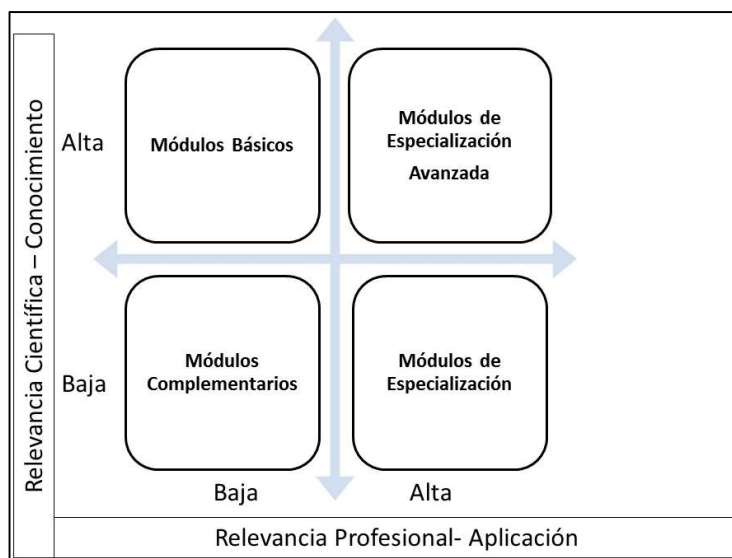 Relevancia Científica – Conocimiento
Alta
Módulos Básicos
Módulos de
Especialización
Avanzada
Baja
Módulos
Complementarios
Módulos de
Especialización
Baja
Alta
Relevancia Profesional- Aplicación